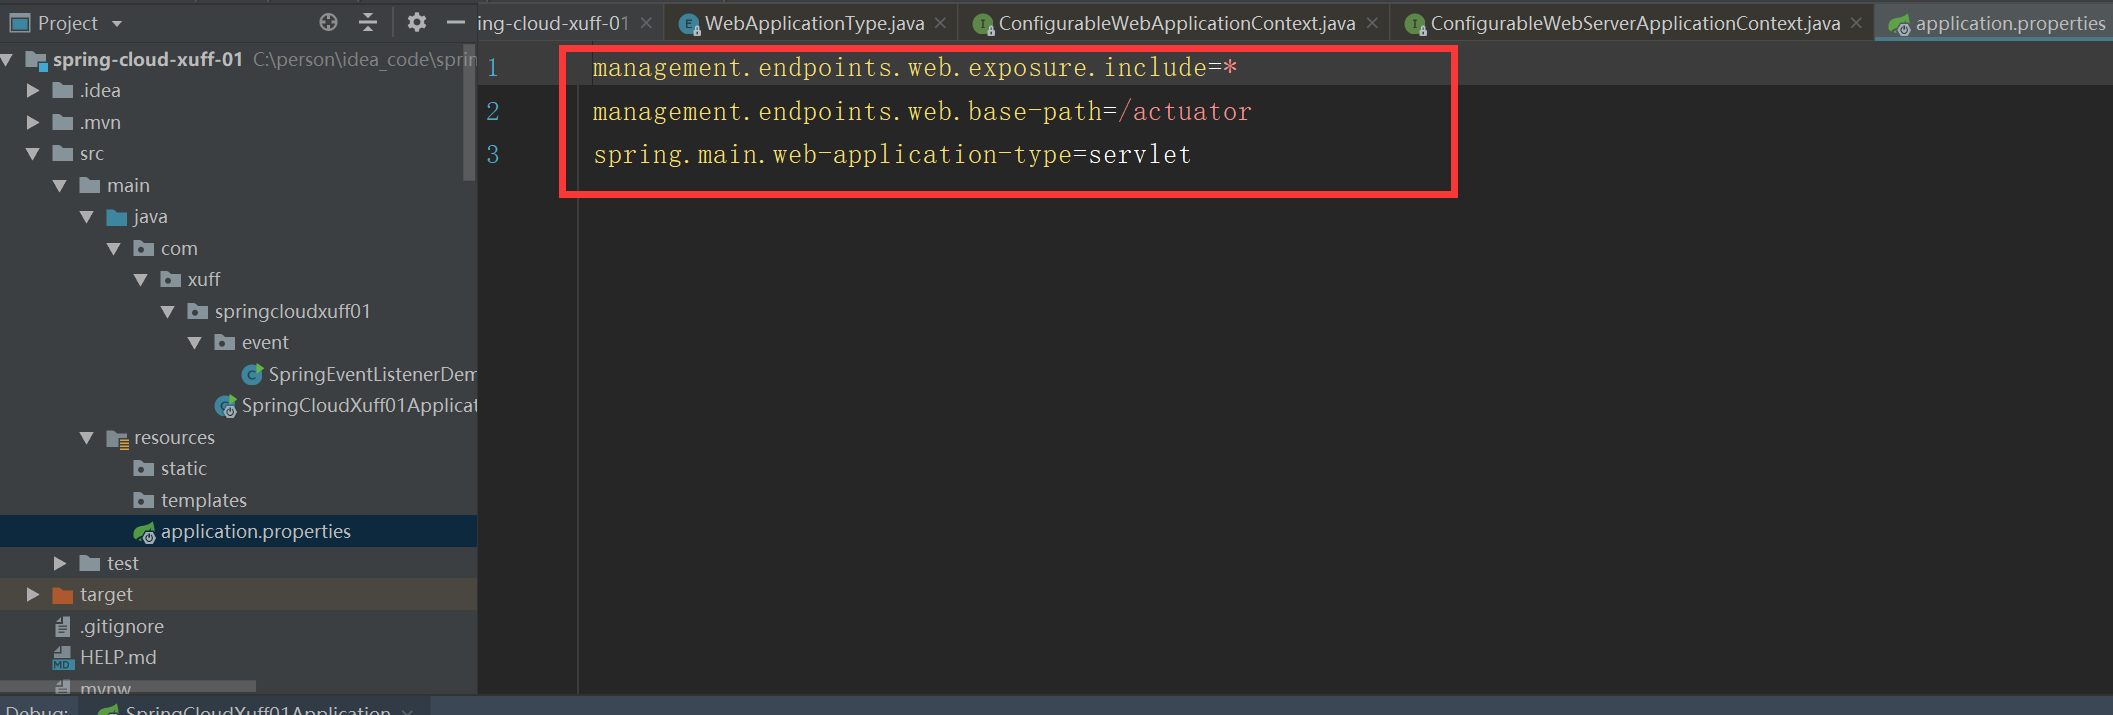 Project
ing-cloud-xuff-01
WebApplicationType.java
ConfigurableWebApplicationContext.java
ConfigurableWebServerApplicationContext.java
application.properties
spring-cloud-xuff-01 C:\person\idea_code\sprin
.idea
.mvn
src
main
java
com
xuff
springcloudxuff01
event
SpringEventListenerDem
SpringCloudXuff01Applicat
resources
static
templates
application.properties
test
target
.gitignore
HELP.md
mvnw
1 management.endpoints.web.exposure.include=*
2 management.endpoints.web.base-path=/actuator
3 spring.main.web-application-type=servlet
Debug: SpringCloudXuff01Application